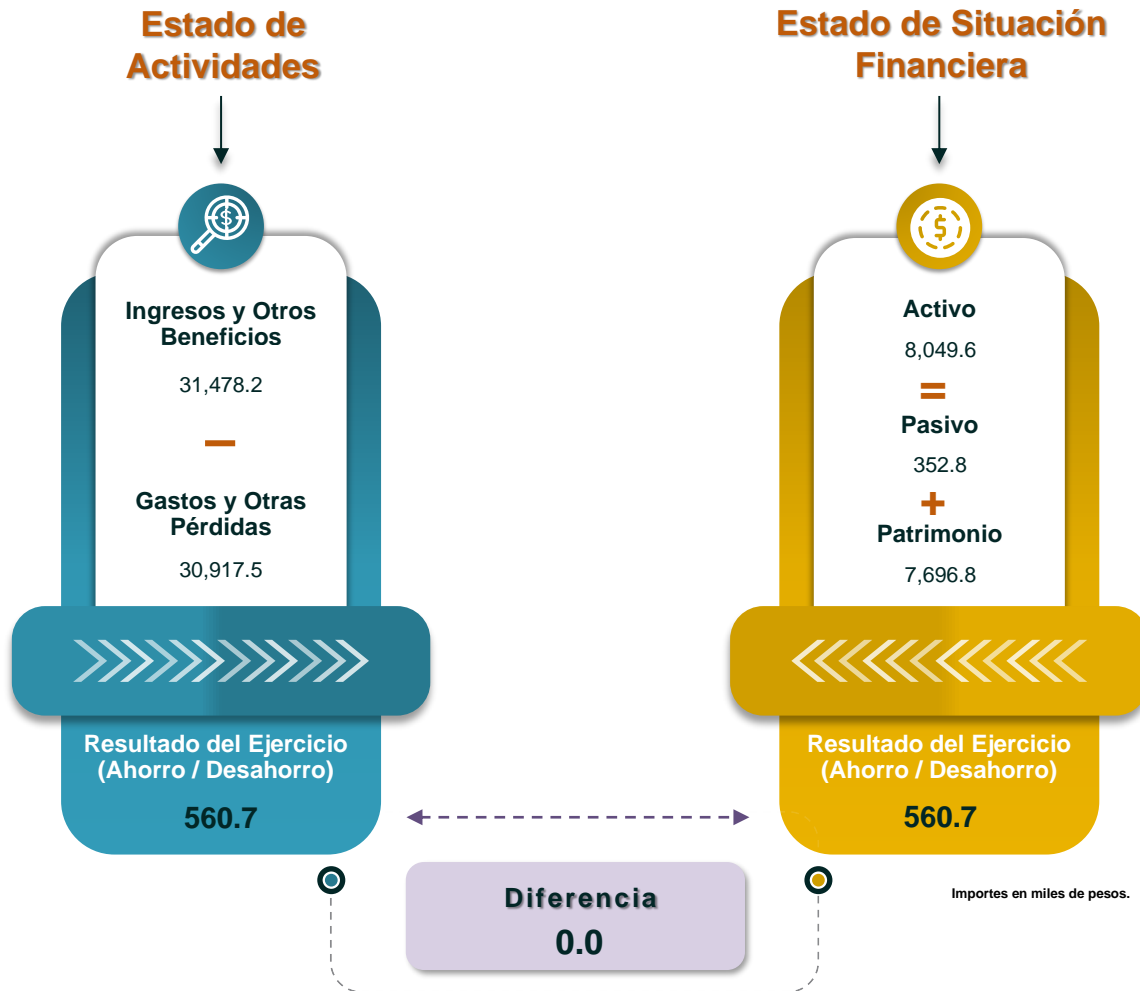 Estado de
Actividades
Ingresos y Otros
Beneficios
31,478.2
–
Gastos y Otras
Pérdidas
30,917.5
Resultado del Ejercicio
(Ahorro / Desahorro)
560.7
Estado de Situación
Financiera
Activo
8,049.6
=
Pasivo
352.8
+
Patrimonio
7,696.8
Resultado del Ejercicio
(Ahorro / Desahorro)
560.7
Diferencia
0.0
Importes en miles de pesos.